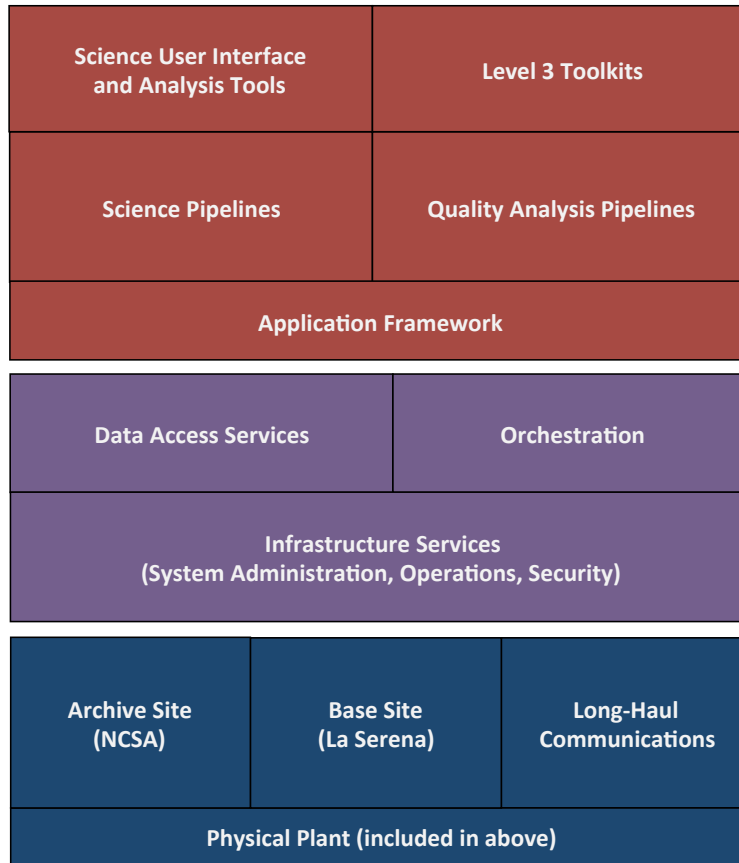 Science User Interface
and Analysis Tools
Level 3 Toolkits
Science Pipelines
Quality Analysis Pipelines
Application Framework
Data Access Services
Orchestration
Infrastructure Services
(System Administration, Operations, Security)
Archive Site
(NCSA)
Base Site
(La Serena)
Long-Haul
Communications
Physical Plant (included in above)